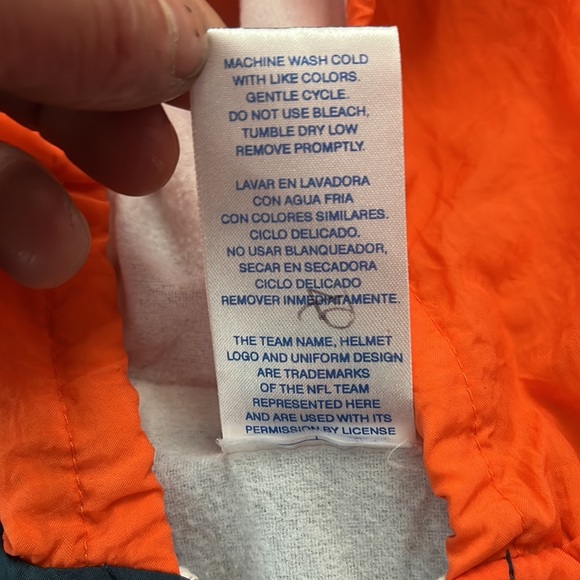 MACHINE WASH COLD
WITH LIKE COLORS.
GENTLE CYCLE.
DO NOT USE BLEACH,
TUMBLE DRY LOW
REMOVE PROMPTLY.
LAVAR EN LAVADORA
CON AGUA FRIA
CON COLORES SIMILARES.
CICLO DELICADO.
NO USAR BLANQUEADOR,
SECAR EN SECADORA
CICLO DELICADO
REMOVER INMEDIATAMENTE.
THE TEAM NAME, HELMET
LOGO AND UNIFORM DESIGN
ARE TRADEMARKS
OF THE NFL TEAM
REPRESENTED HERE
AND ARE USED WITH ITS
PERMISSION BY LICENSE